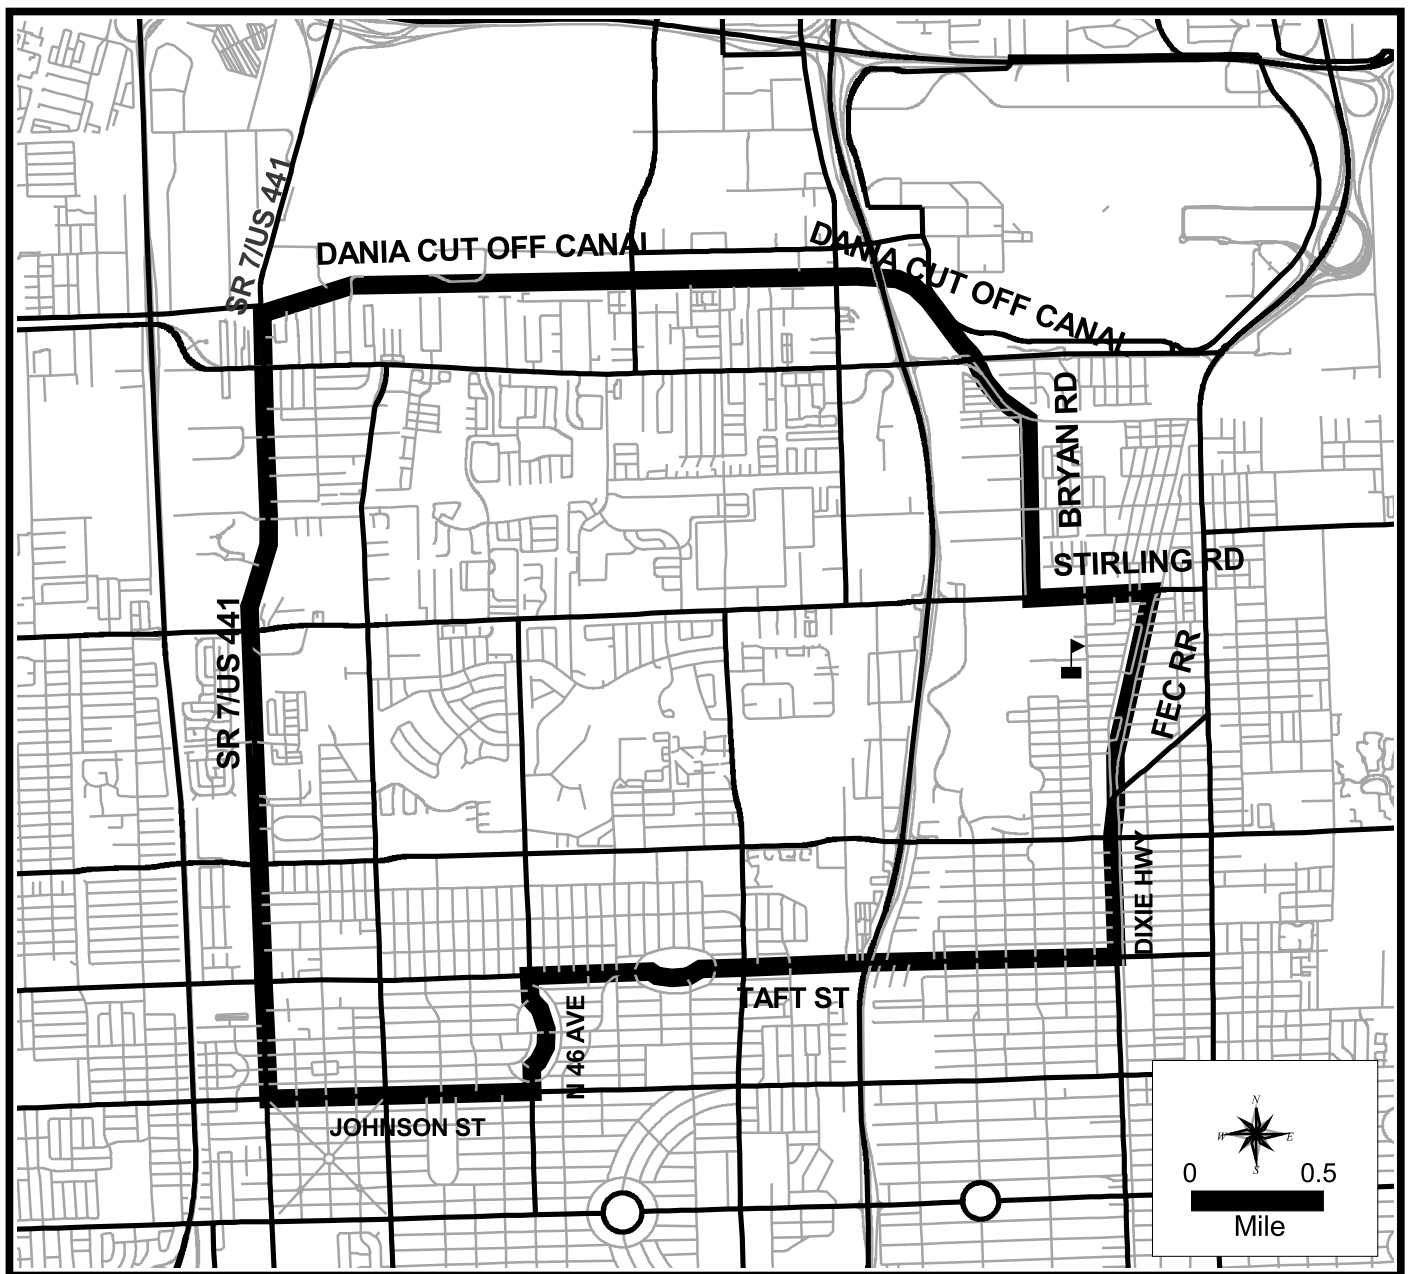 SR 7/US 441
DANIA CUT OFF CANAL
DANIA CUT OFF CANAL
BRYAN RD
STIRLING RD
SR 7/US 441
FEC RR
DIXIE HWY
TAFT ST
N 46 AVE
JOHNSON ST
N
W E
S
0 0.5
Mile